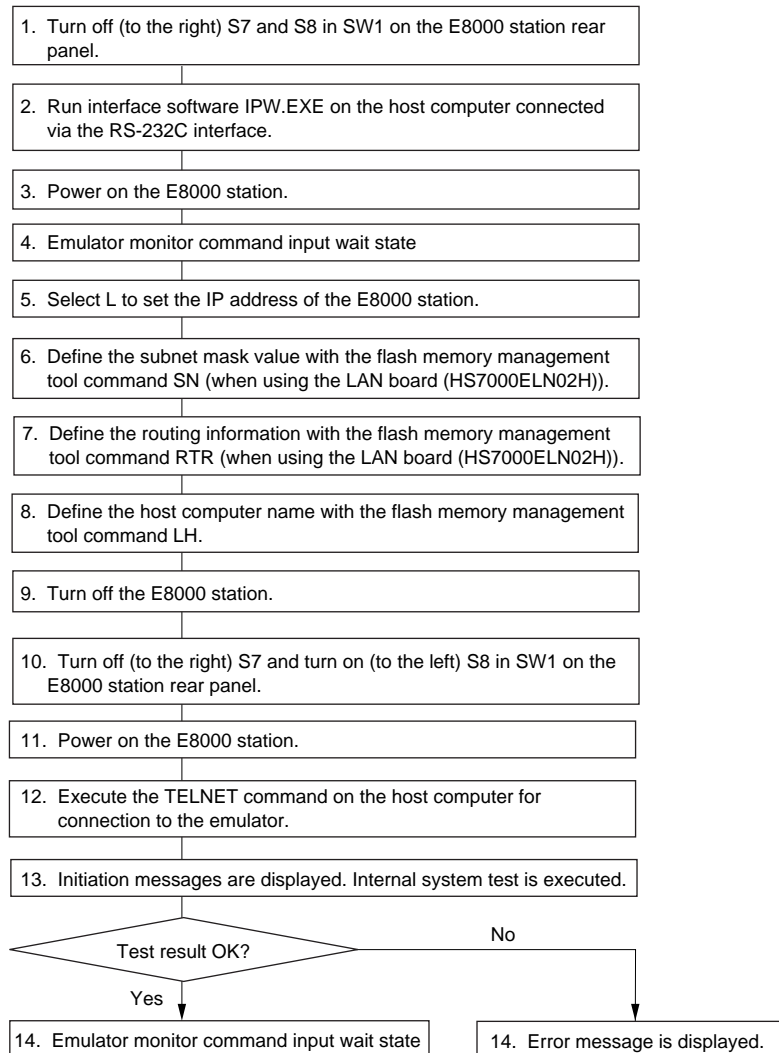 1. Turn off (to the right) S7 and S8 in SW1 on the E8000 station rear
panel.
2. Run interface software IPW.EXE on the host computer connected
via the RS-232C interface.
3. Power on the E8000 station.
4. Emulator monitor command input wait state
5. Select L to set the IP address of the E8000 station.
6. Define the subnet mask value with the flash memory management
tool command SN (when using the LAN board (HS7000ELN02H)).
7. Define the routing information with the flash memory management
tool command RTR (when using the LAN board (HS7000ELN02H)).
8. Define the host computer name with the flash memory management
tool command LH.
9. Turn off the E8000 station.
10. Turn off (to the right) S7 and turn on (to the left) S8 in SW1 on the
E8000 station rear panel.
11. Power on the E8000 station.
12. Execute the TELNET command on the host computer for
connection to the emulator.
13. Initiation messages are displayed. Internal system test is executed.
Test result OK?
No
Yes
14. Emulator monitor command input wait state
14. Error message is displayed.